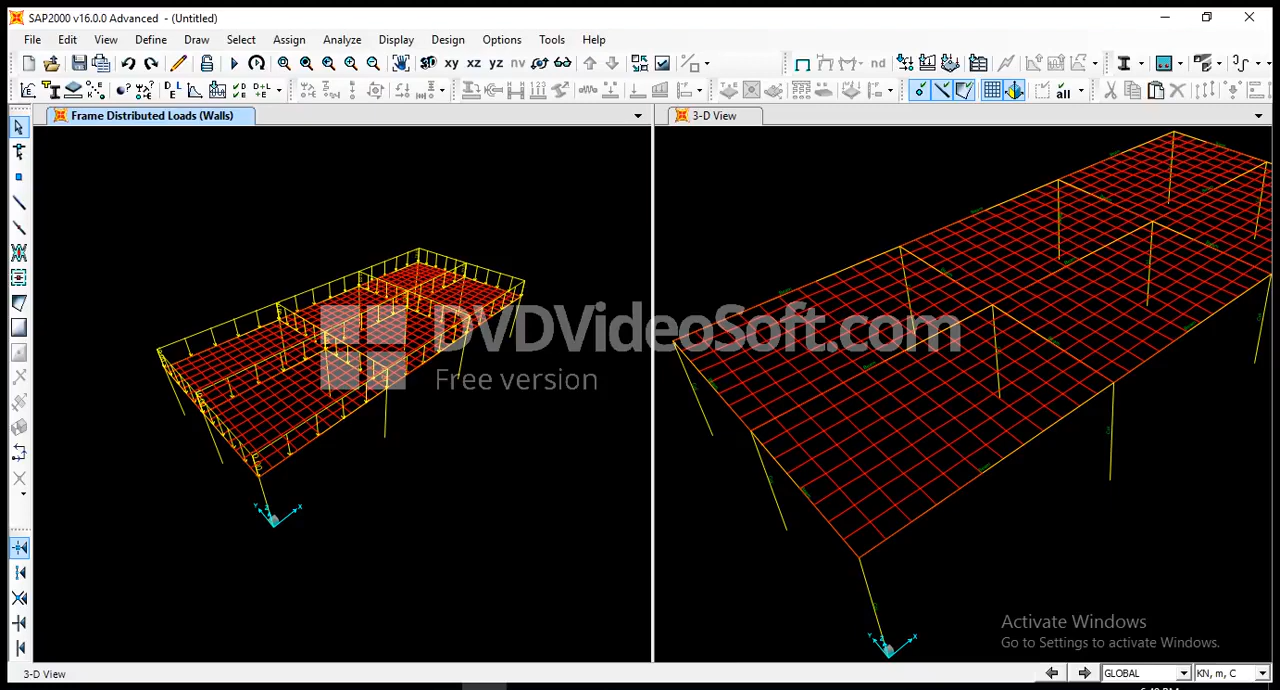 SAP2000 v16.0.0 Advanced - (Untitled)
File Edit View Define Draw Select Assign Analyze Display Design Options Tools Help
xy xz yz nv nd
all
Frame Distributed Loads (Walls)
3-D View
DVDVideoSoft.com
Free version
Activate Windows
Go to Settings to activate Windows.
3-D View
GLOBAL
KN, m, C